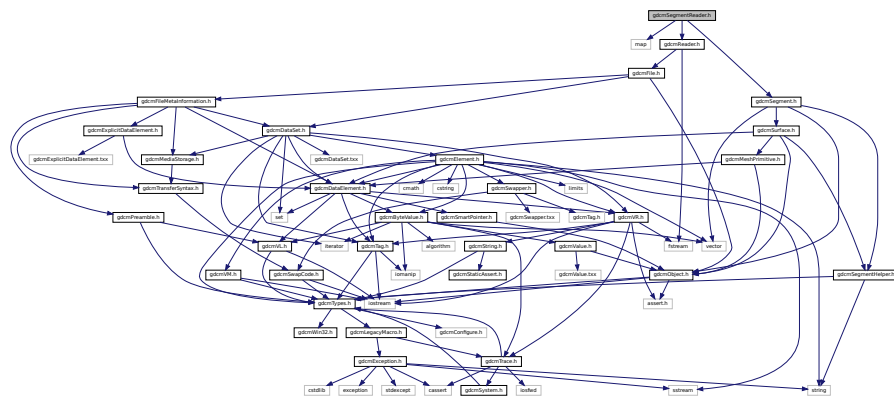 gdcmSegmentReader.h
map
gdcmReader.h
gdcmFile.h
gdcmFileMetaInformation.h
gdcmSegment.h
gdcmExplicitDataElement.h
gdcmDataSet.h
gdcmSurface.h
gdcmExplicitDataElement.txx
gdcmMediaStorage.h
gdcmDataSet.txx
gdcmElement.h
gdcmMeshPrimitive.h
gdcmTransferSyntax.h
gdcmDataElement.h
cmath
cstring
gdcmSwapper.h
limits
gdcmPreamble.h
set
gdcmByteValue.h
gdcmSmartPointer.h
gdcmSwapper.txx
gdcmTag.h
gdcmVR.h
gdcmVL.h
iterator
gdcmTag.h
algorithm
gdcmString.h
gdcmValue.h
fstream
vector
gdcmVM.h
gdcmSwapCode.h
iomanip
gdcmStaticAssert.h
gdcmValue.txx
gdcmObject.h
gdcmSegmentHelper.h
gdcmTypes.h
iostream
assert.h
gdcmWin32.h
gdcmLegacyMacro.h
gdcmConfigure.h
gdcmException.h
gdcmTrace.h
cstdlib
exception
stdexcept
cassert
gdcmSystem.h
iosfwd
sstream
string